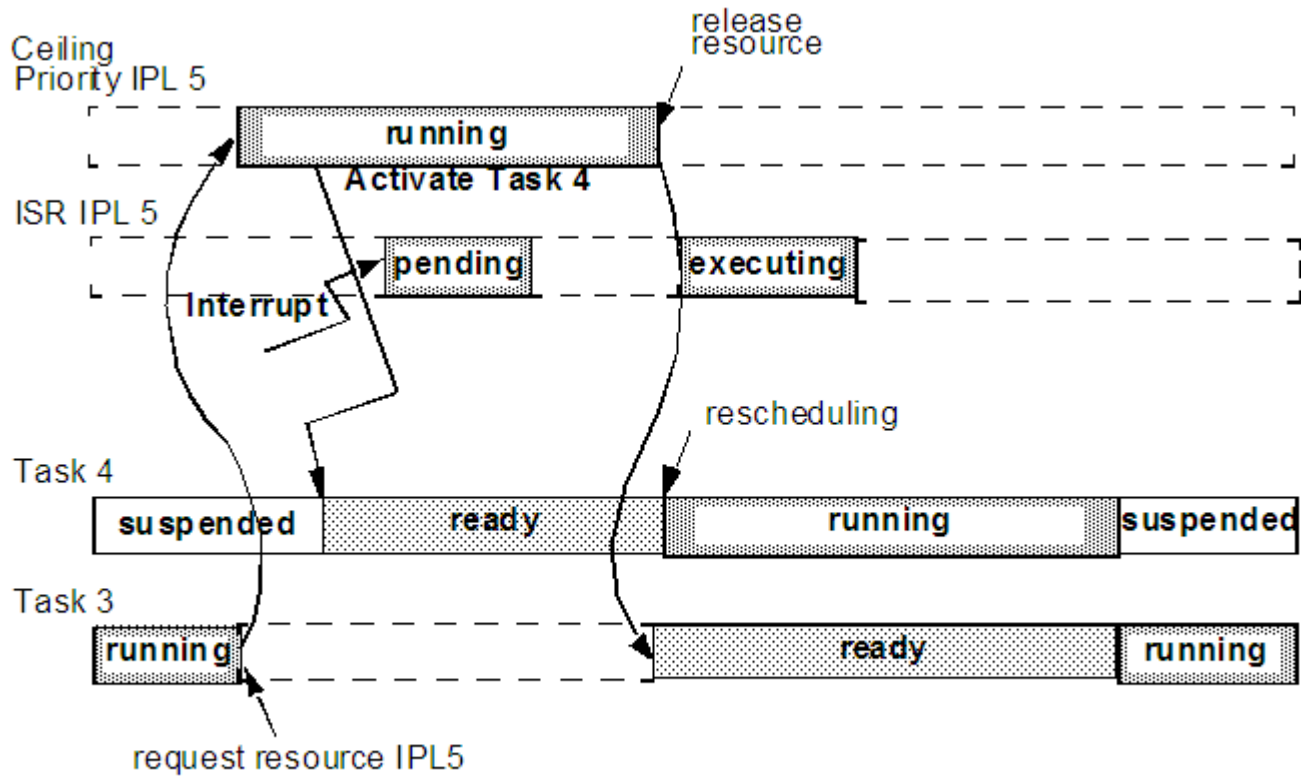 release
resource
Ceiling
Priority IPL 5
running
Activate Task 4
ISR IPL 5
pending
executing
Interrupt
rescheduling
Task 4
suspended
ready
running
suspended
Task 3
running
ready
running
request resource IPL5